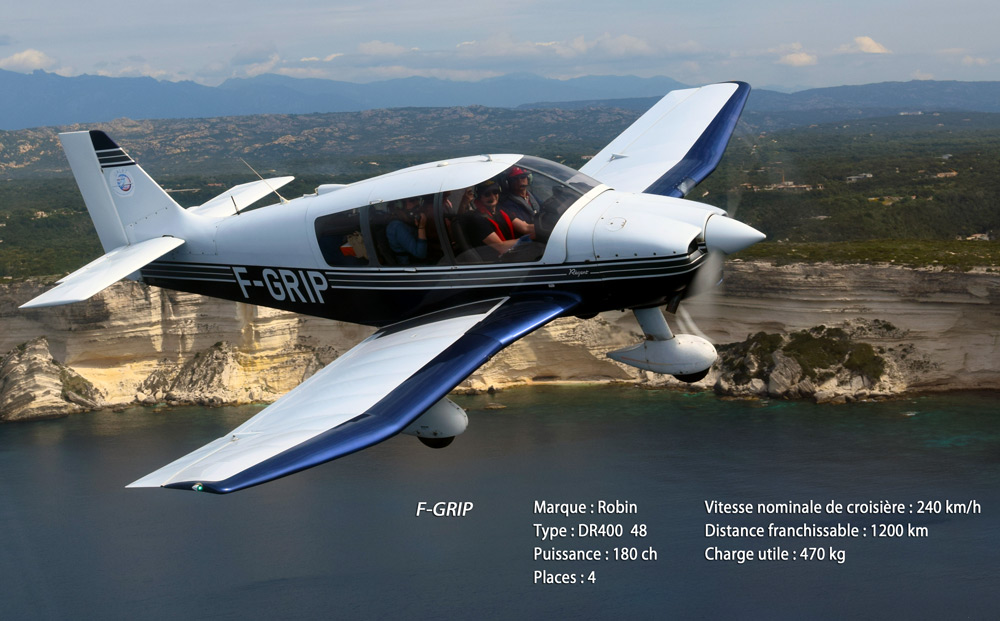 F-GRIP
Regent
F-GRIP
Marque : Robin
Type : DR400 48
Puissance : 180 ch
Places : 4
Vitesse nominale de croisière : 240 km/h
Distance franchissable : 1200 km
Charge utile : 470 kg